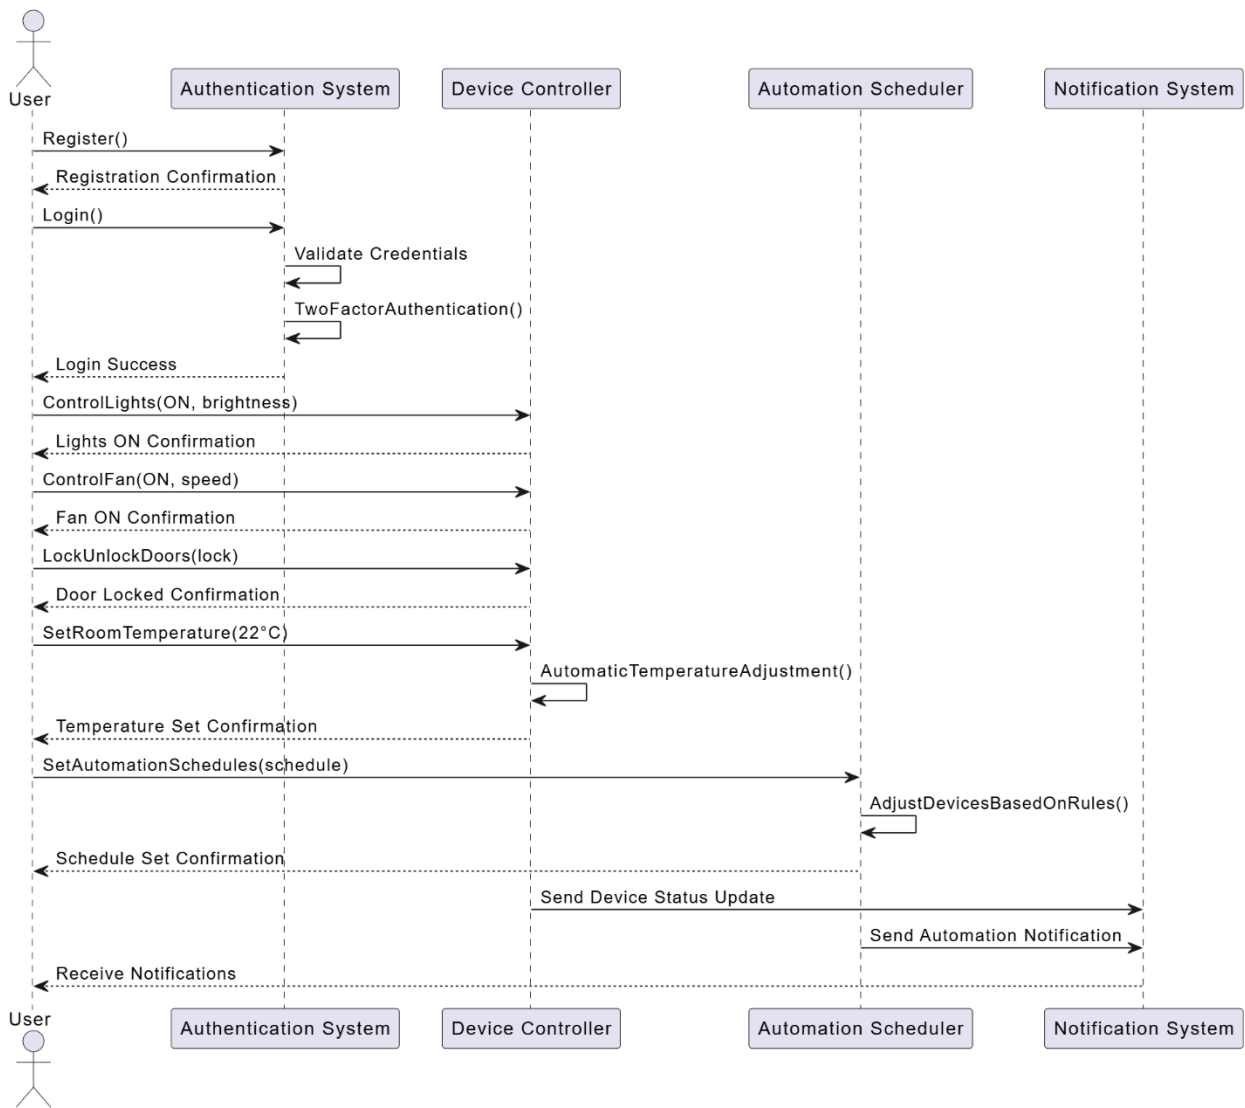 User
Authentication System
Device Controller
Automation Scheduler
Notification System
Register()
Registration Confirmation
Login()
Validate Credentials
TwoFactorAuthentication()
Login Success
ControlLights(ON, brightness)
Lights ON Confirmation
ControlFan(ON, speed)
Fan ON Confirmation
LockUnlockDoors(lock)
Door Locked Confirmation
SetRoomTemperature(22°C)
AutomaticTemperatureAdjustment()
Temperature Set Confirmation
SetAutomationSchedules(schedule)
AdjustDevicesBasedOnRules()
Schedule Set Confirmation
Send Device Status Update
Send Automation Notification
Receive Notifications
User
Authentication System
Device Controller
Automation Scheduler
Notification System